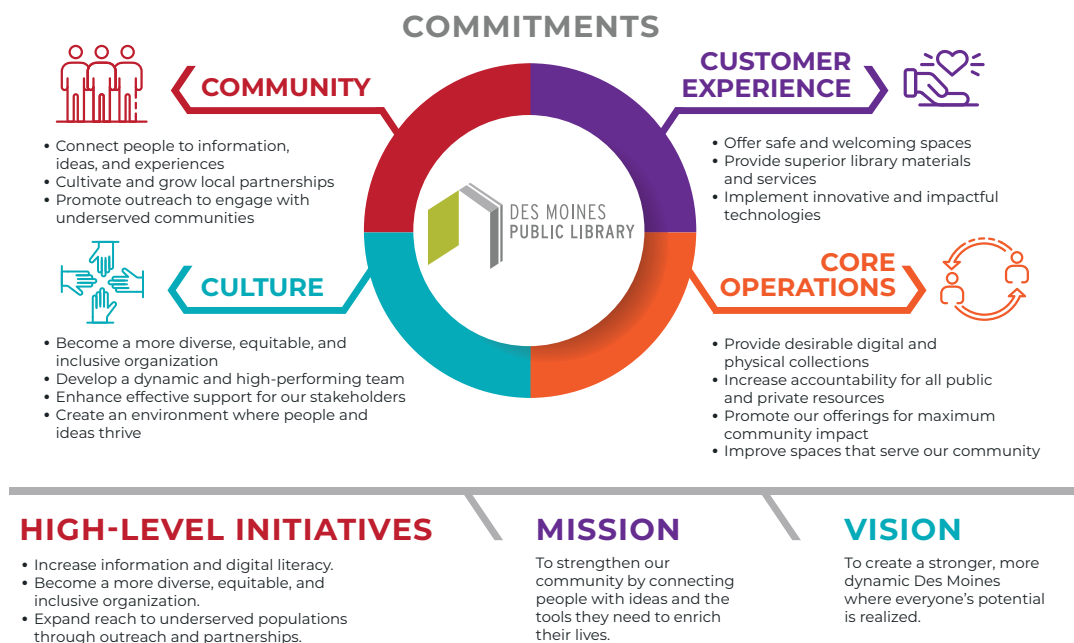 COMMITMENTS
COMMUNITY
• Connect people to information,
ideas, and experiences
• Cultivate and grow local partnerships
• Promote outreach to engage with
underserved communities
CUSTOMER
EXPERIENCE
• Offer safe and welcoming spaces
• Provide superior library materials
and services
• Implement innovative and impactful
technologies
DES MOINES
PUBLIC LIBRARY
CULTURE
• Become a more diverse, equitable, and
inclusive organization
• Develop a dynamic and high-performing team
• Enhance effective support for our stakeholders
• Create an environment where people and
ideas thrive
CORE
OPERATIONS
• Provide desirable digital and
physical collections
• Increase accountability for all public
and private resources
• Promote our offerings for maximum
community impact
• Improve spaces that serve our community
HIGH-LEVEL INITIATIVES
• Increase information and digital literacy.
• Become a more diverse, equitable, and
inclusive organization.
• Expand reach to underserved populations
through outreach and partnerships.
MISSION
To strengthen our
community by connecting
people with ideas and the
tools they need to enrich
their lives.
VISION
To create a stronger, more
dynamic Des Moines
where everyone's potential
is realized.